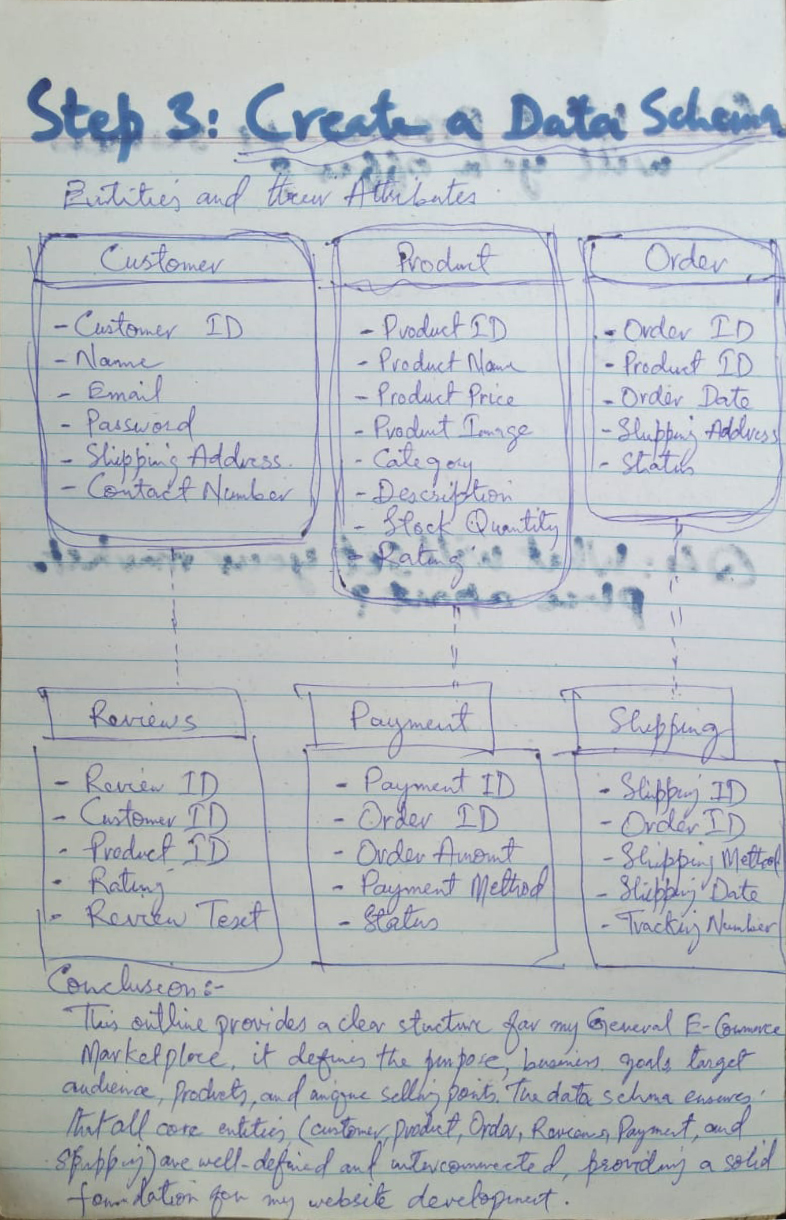 Step 3: Create a Data Schema
Entities and their Attributes
Customer
- Customer ID
- Name
- Email
- Password
- Shipping Address
- Contact Number
Product
- Product ID
- Product Name
- Product Price
- Product Image
- Category
- Description
- Stock Quantity
- Rating
Order
- Order ID
- Product ID
- Order Date
- Shipping Address
- Status
Reviews
- Review ID
- Customer ID
- Product ID
- Rating
- Review Text
Payment
- Payment ID
- Order ID
- Order Amount
- Payment Method
- Status
Shipping
- Shipping ID
- Order ID
- Shipping Method
- Shipping Date
- Tracking Number
Conclusion:-
This outline provides a clear structure for my General E-Commerce
Marketplace, it defines the purpose, business goals target
audience, products, and unique selling points. The data schema ensures
that all core entities, (customer, product, Order, Reviews, Payment, and
Shipping) are well-defined and interconnected, providing a solid
foundation for my website development.